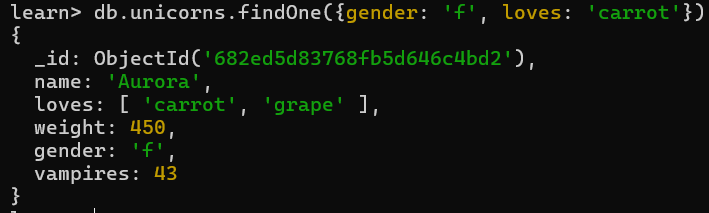 learn> db.unicorns.findOne({gender: 'f', loves: 'carrot'})
{
  _id: ObjectId('682ed5d83768fb5d646c4bd2'),
  name: 'Aurora',
  loves: [ 'carrot', 'grape' ],
  weight: 450,
  gender: 'f',
  vampires: 43
}